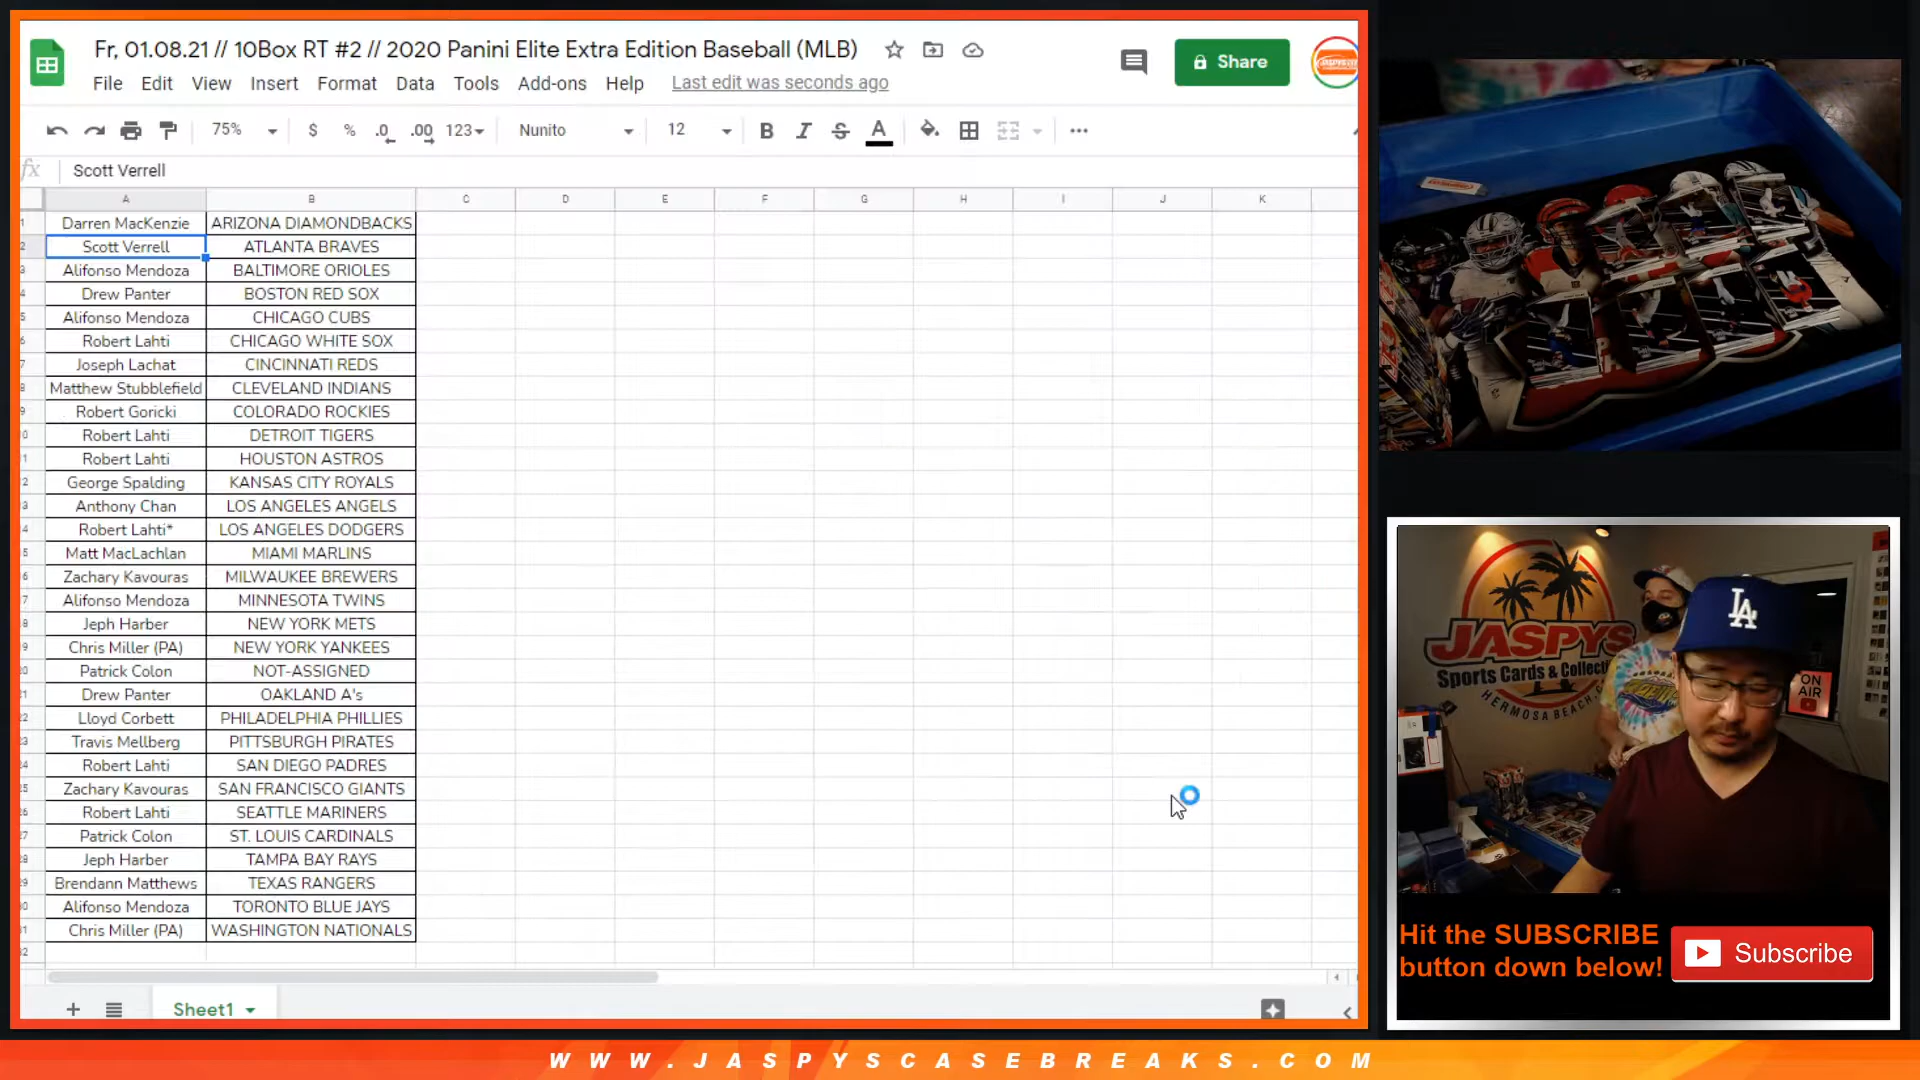 Fr, 01.08.21 // 10Box RT #2 // 2020 Panini Elite Extra Edition Baseball (MLB)
Share
File Edit View Insert Format Data Tools Add-ons Help Last edit was seconds ago
75% $ % .0 .00 123 Nunito 12 B I S A
fx Scott Verrell
A B C D E F G H I J K
Darren MacKenzie ARIZONA DIAMONDBACKS
Scott Verrell ATLANTA BRAVES
Alifonso Mendoza BALTIMORE ORIOLES
Drew Panter BOSTON RED SOX
Alifonso Mendoza CHICAGO CUBS
Robert Lahti CHICAGO WHITE SOX
Joseph Lachat CINCINNATI REDS
Matthew Stubblefield CLEVELAND INDIANS
Robert Goricki COLORADO ROCKIES
Robert Lahti DETROIT TIGERS
Robert Lahti HOUSTON ASTROS
George Spalding KANSAS CITY ROYALS
Anthony Chan LOS ANGELES ANGELS
Robert Lahti* LOS ANGELES DODGERS
Matt MacLachlan MIAMI MARLINS
Zachary Kavouras MILWAUKEE BREWERS
Alifonso Mendoza MINNESOTA TWINS
Jeph Harber NEW YORK METS
Chris Miller (PA) NEW YORK YANKEES
Patrick Colon NOT-ASSIGNED
Drew Panter OAKLAND A's
Lloyd Corbett PHILADELPHIA PHILLIES
Travis Mellberg PITTSBURGH PIRATES
Robert Lahti SAN DIEGO PADRES
Zachary Kavouras SAN FRANCISCO GIANTS
Robert Lahti SEATTLE MARINERS
Patrick Colon ST. LOUIS CARDINALS
Jeph Harber TAMPA BAY RAYS
Brendann Matthews TEXAS RANGERS
Alifonso Mendoza TORONTO BLUE JAYS
Chris Miller (PA) WASHINGTON NATIONALS
Sheet1
JASPYS
Sports Cards &
HERMOSA BEACH
LA
ON
AIR
Hit the SUBSCRIBE
button down below!
Subscribe
WWW.JASPYSCASEBREAKS.COM